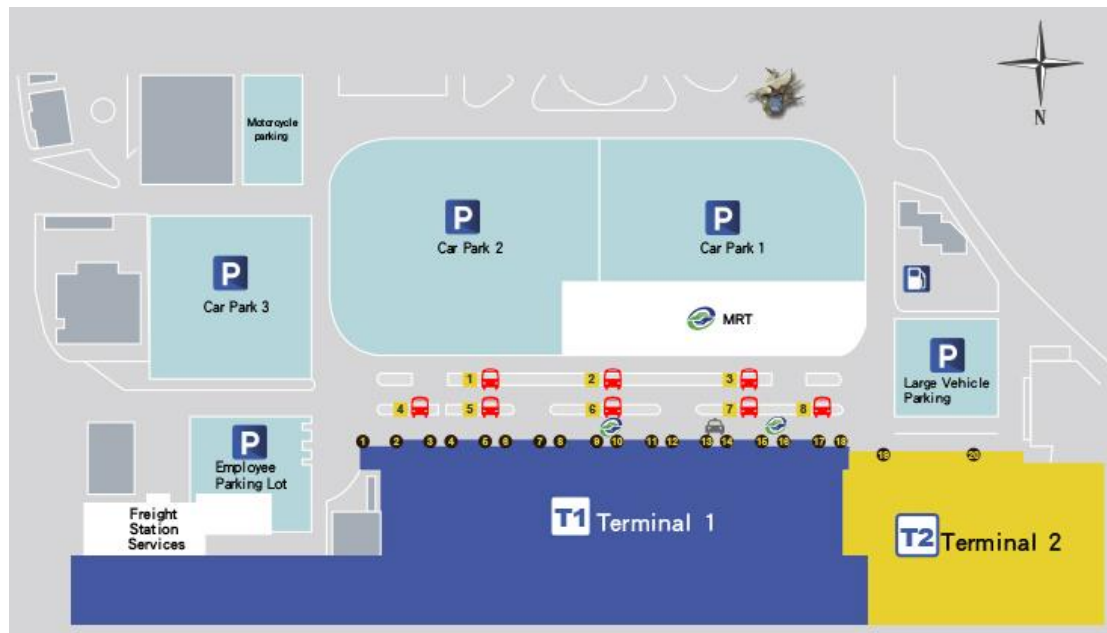 N
Motorcycle
parking
P
Car Park 2
P
Car Park 1
P
Car Park 3
MRT
P
Large Vehicle
Parking
1
2
3
4
5
6
7
8
1 2 3 4 5 6 7 8 9 10 11 12 13 14 15 16 17 18
19 20
P
Employee
Parking Lot
Freight
Station
Services
T1 Terminal 1
T2 Terminal 2